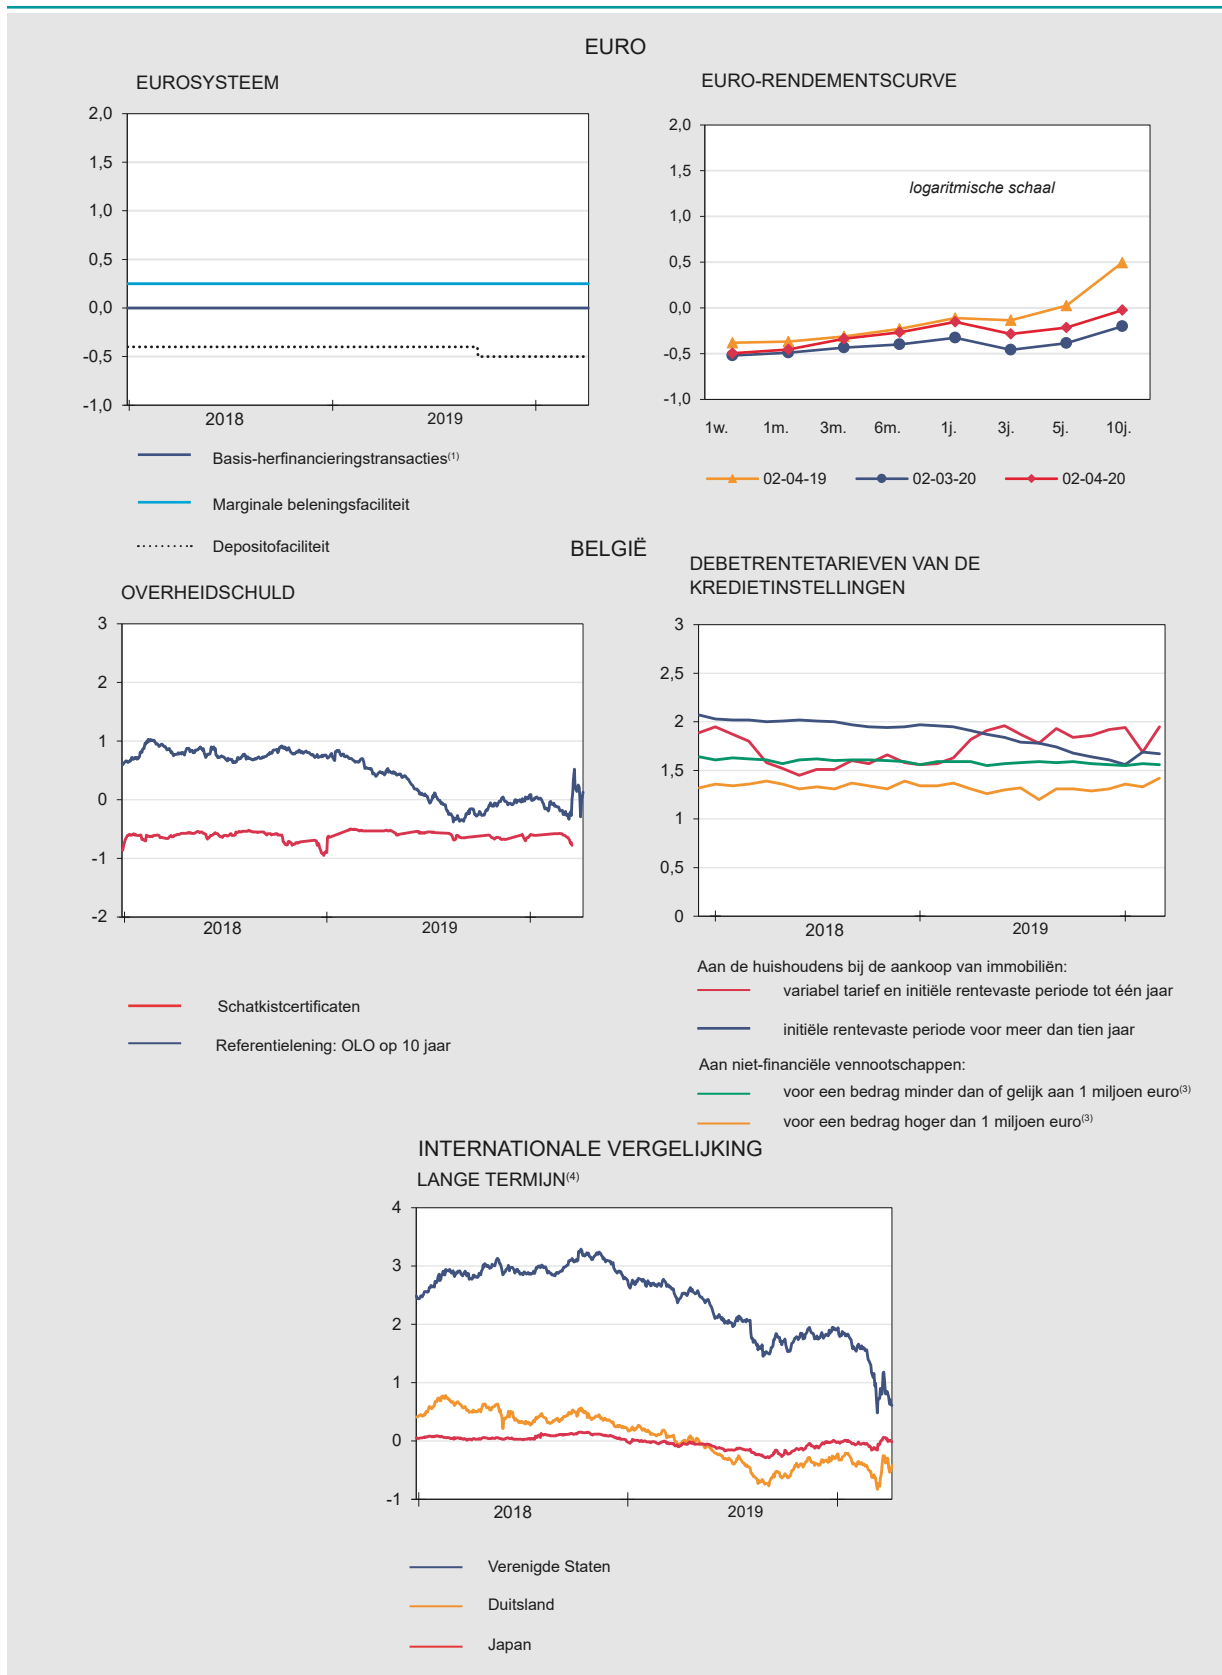 EURO
EUROSYSTEEM
2,0
1,5
1,0
0,5
0,0
-0,5
-1,0
2018
2019
Basis-herfinancieringstransacties(1)
Marginale beleningsfaciliteit
Depositofaciliteit
EURO-RENDEMENTSCURVE
2,0
1,5
1,0
0,5
0,0
-0,5
-1,0
logaritmische schaal
1w. 1m. 3m. 6m. 1j. 3j. 5j. 10j.
02-04-19 02-03-20 02-04-20
BELGIË
OVERHEIDSCHULD
3
2
1
0
-1
-2
2018
2019
Schatkistcertificaten
Referentielening: OLO op 10 jaar
DEBETRENTETARIEVEN VAN DE
KREDIETINSTELLINGEN
3
2,5
2
1,5
1
0,5
0
2018
2019
Aan de huishoudens bij de aankoop van immobiliën:
variabel tarief en initiële rentevaste periode tot één jaar
initiële rentevaste periode voor meer dan tien jaar
Aan niet-financiële vennootschappen:
voor een bedrag minder dan of gelijk aan 1 miljoen euro(3)
voor een bedrag hoger dan 1 miljoen euro(3)
INTERNATIONALE VERGELIJKING
LANGE TERMIJN(4)
4
3
2
1
0
-1
2018
2019
Verenigde Staten
Duitsland
Japan